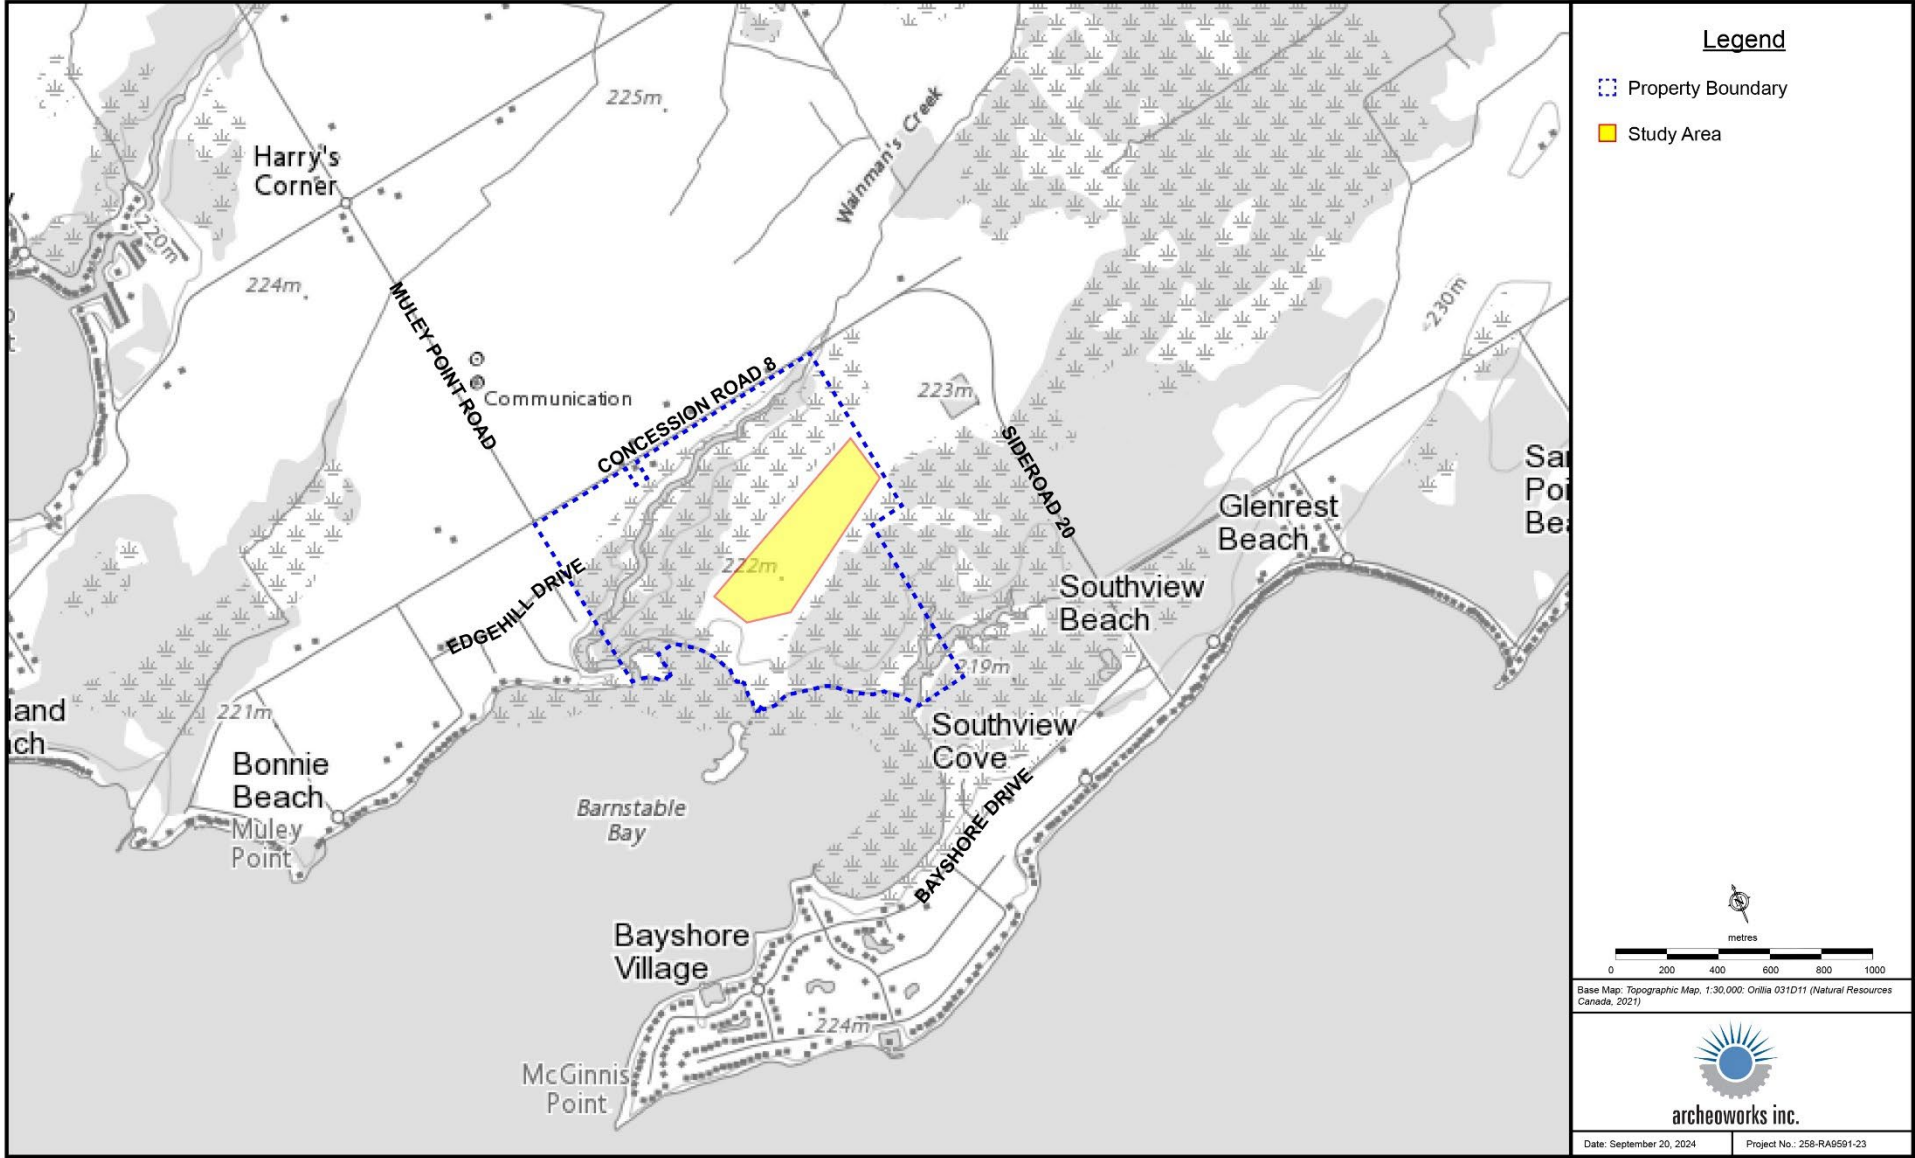 225m
Wainman's Creek
Harry's
Corner
220m
224m
MULEY POINT ROAD
Communication
CONCESSION ROAD 8
223m
SIDEROAD 20
230m
222m
EDGEHILL DRIVE
Glenrest
Beach
Southview
Beach
219m
221m
land
ach
Bonnie
Beach
Muley
Point
Barnstable
Bay
Southview
Cove
BAYSHORE DRIVE
Bayshore
Village
224m
McGinnis
Point
Legend
Property Boundary
Study Area
N
metres
0 200 400 600 800 1000
Base Map: Topographic Map, 1:30,000: Orillia 031D11 (Natural Resources
Canada, 2021)
archeoworks inc.
Date: September 20, 2024
Project No.: 258-RA9591-23